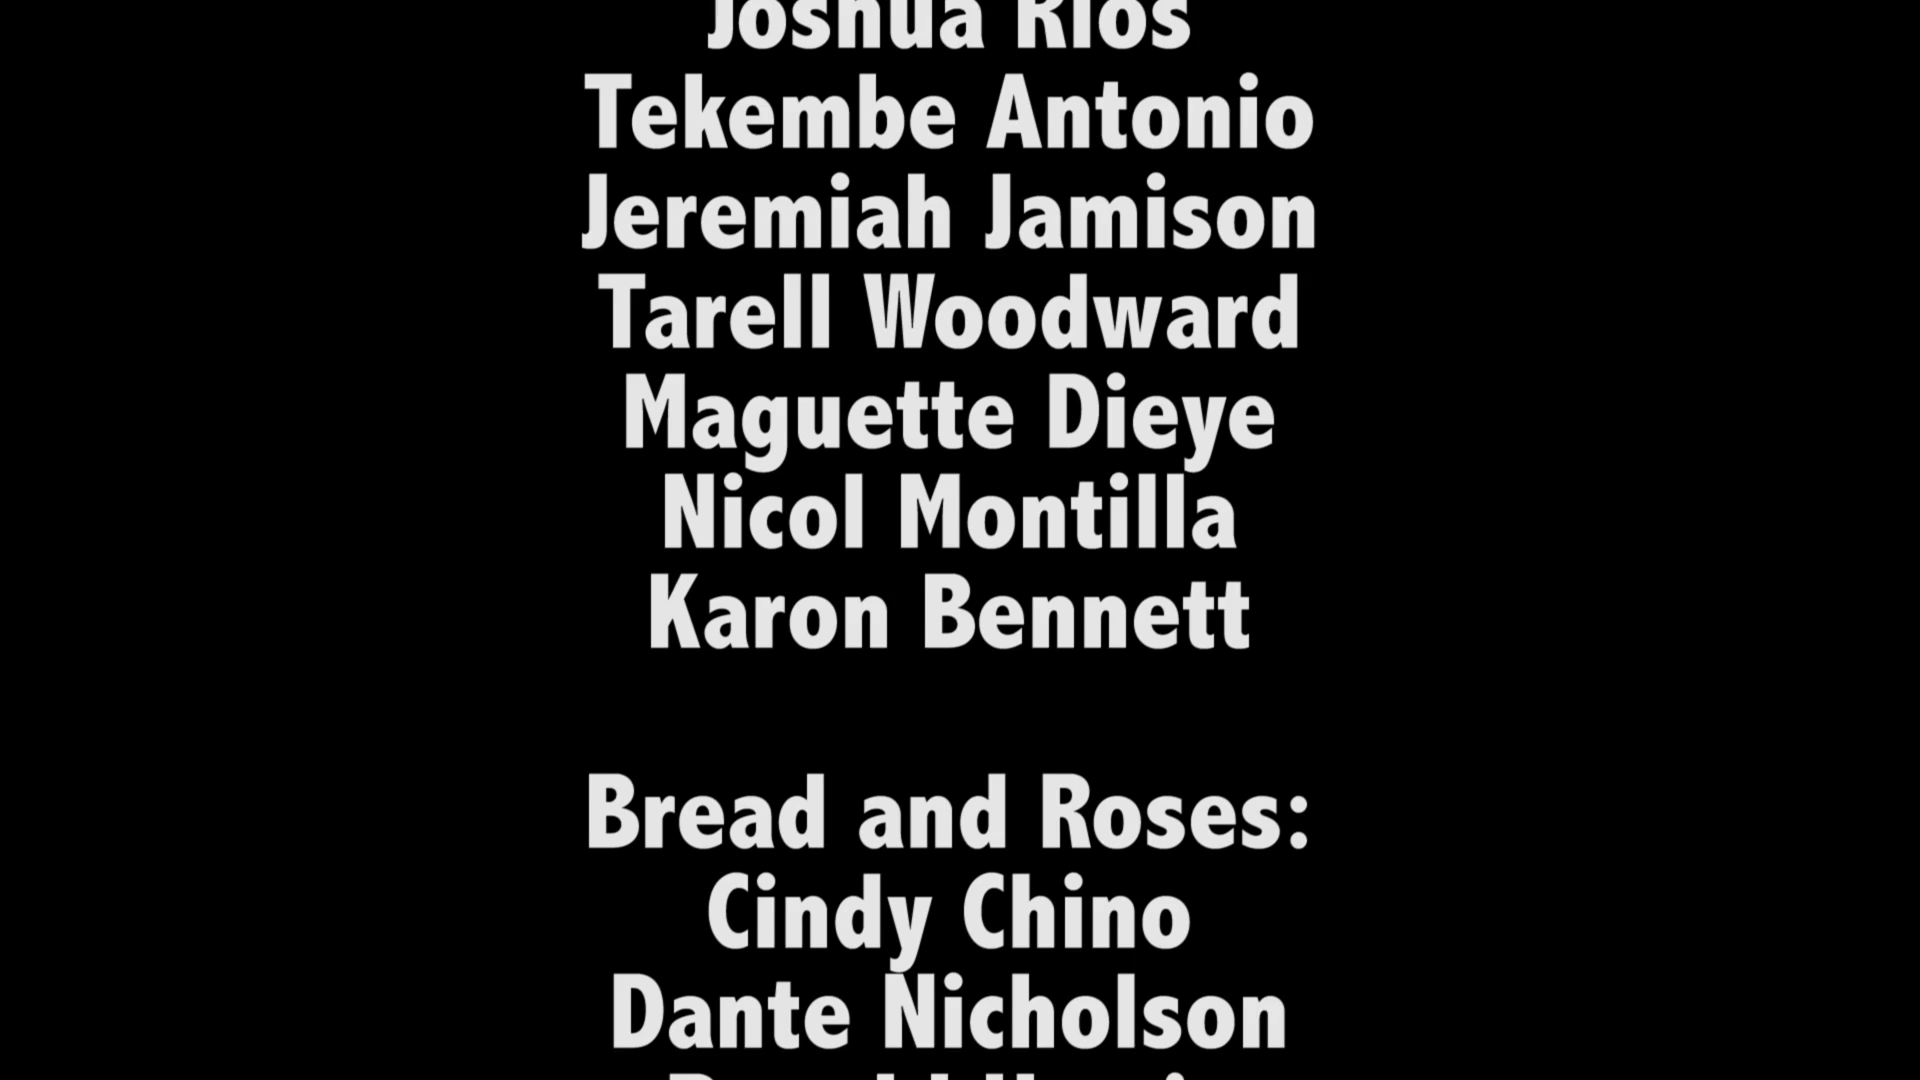 Joshua Rios
Tekembe Antonio
Jeremiah Jamison
Tarell Woodward
Maguette Dieye
Nicol Montilla
Karon Bennett
Bread and Roses:
Cindy Chino
Dante Nicholson